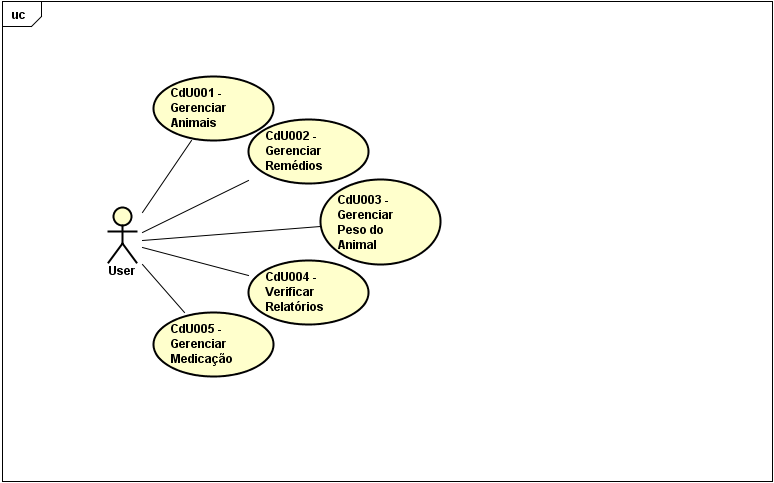 uc
CdU001 -
Gerenciar
Animais
CdU002 -
Gerenciar
Remédios
CdU003 -
Gerenciar
Peso do
Animal
User
CdU004 -
Verificar
Relatórios
CdU005 -
Gerenciar
Medicação